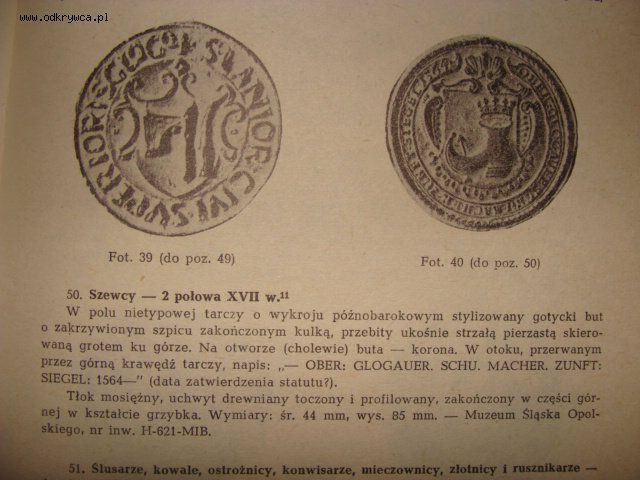 www.odkrywca.pl
Fot. 39 (do poz. 49)
Fot. 40 (do poz. 50)
50. Szewcy — 2 połowa XVII w.¹¹
W polu nietypowej tarczy o wykroju późnobarokowym stylizowany gotycki but
o zakrzywionym szpicu zakończonym kulką, przebity ukośnie strzałą pierzastą skiero-
waną grotem ku górze. Na otworze (cholewie) buta — korona. W otoku, przerwanym
przez górną krawędź tarczy, napis: „— OBER: GLOGAUER. SCHU. MACHER. ZUNFT:
SIEGEL: 1564—” (data zatwierdzenia statutu?).
Tłok mosiężny, uchwyt drewniany toczony i profilowany, zakończony w części gór-
nej w kształcie grzybka. Wymiary: śr. 44 mm, wys. 85 mm. — Muzeum Śląska Opol-
skiego, nr inw. H-621-MIB.
51. Ślusarze, kowale, ostrożnicy, konwisarze, miecznicy, złotnicy i rusznikarze —